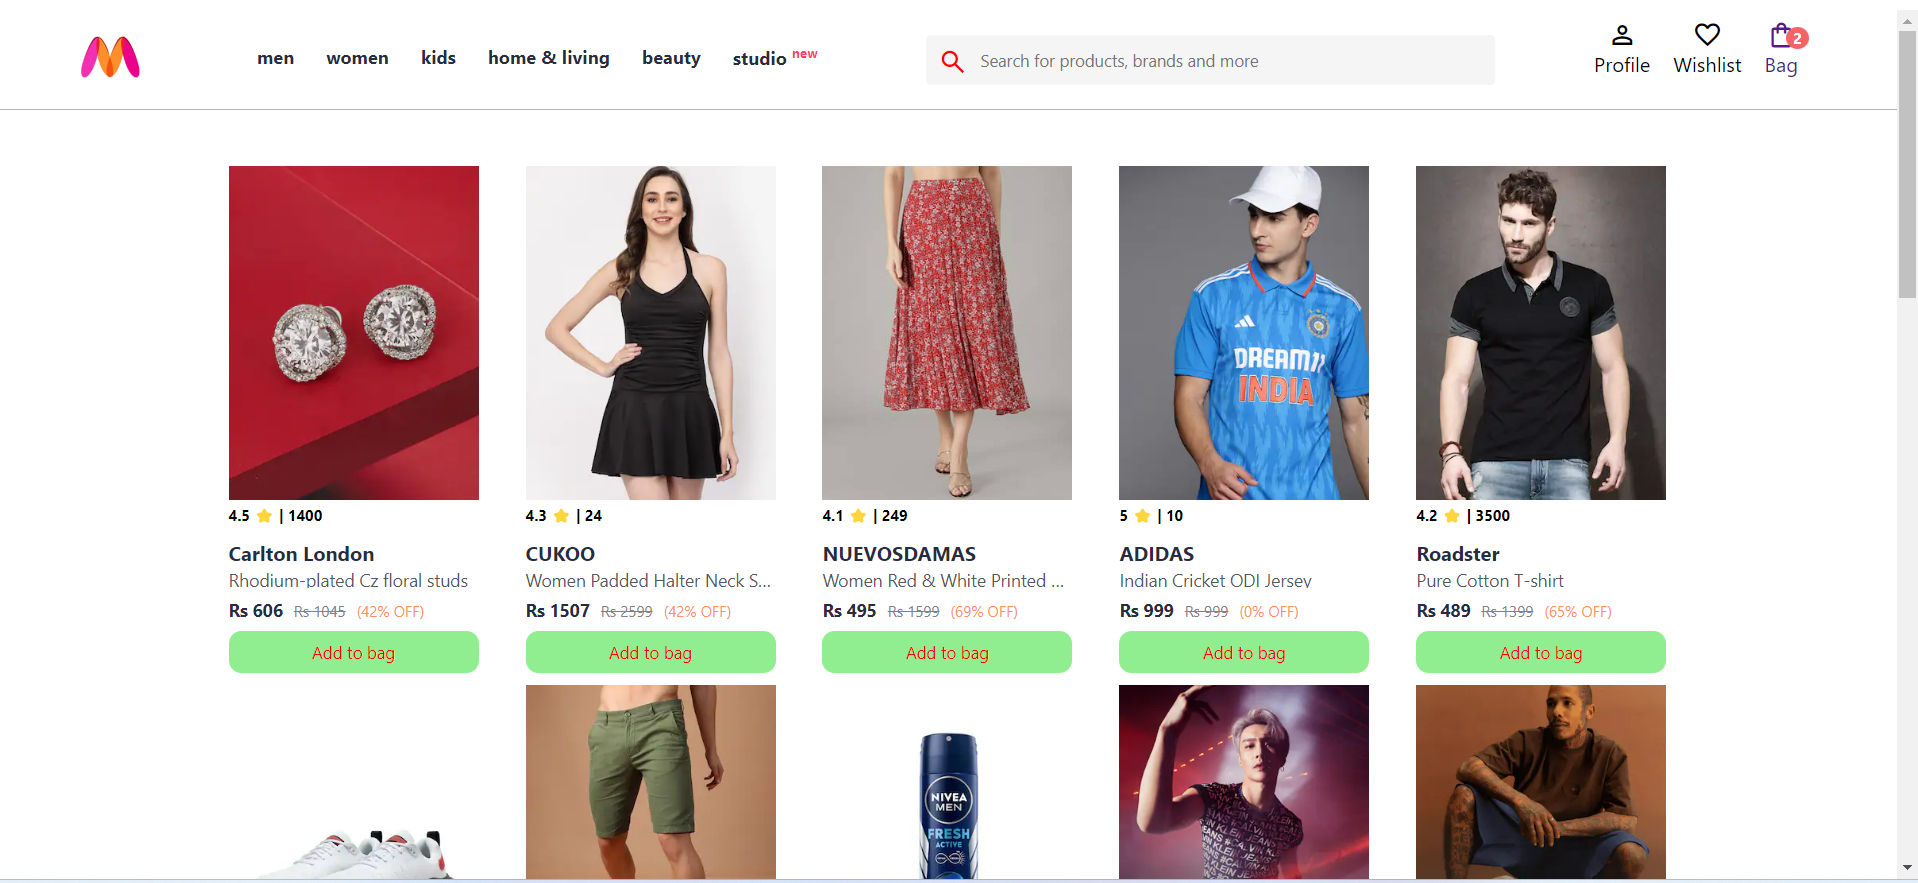 men women kids home & living beauty studio new
Search for products, brands and more
Profile Wishlist Bag 2
DREAM11
INDIA
4.5 ⭐ | 1400
Carlton London
Rhodium-plated Cz floral studs
Rs 606 Rs 1045 (42% OFF)
Add to bag
4.3 ⭐ | 24
CUKOO
Women Padded Halter Neck S...
Rs 1507 Rs 2599 (42% OFF)
Add to bag
4.1 ⭐ | 249
NUEVOSDAMAS
Women Red & White Printed ...
Rs 495 Rs 1599 (69% OFF)
Add to bag
5 ⭐ | 10
ADIDAS
Indian Cricket ODI Jersey
Rs 999 Rs 999 (0% OFF)
Add to bag
4.2 ⭐ | 3500
Roadster
Pure Cotton T-shirt
Rs 489 Rs 1399 (65% OFF)
Add to bag
NIVEA
MEN
FRESH
ACTIVE